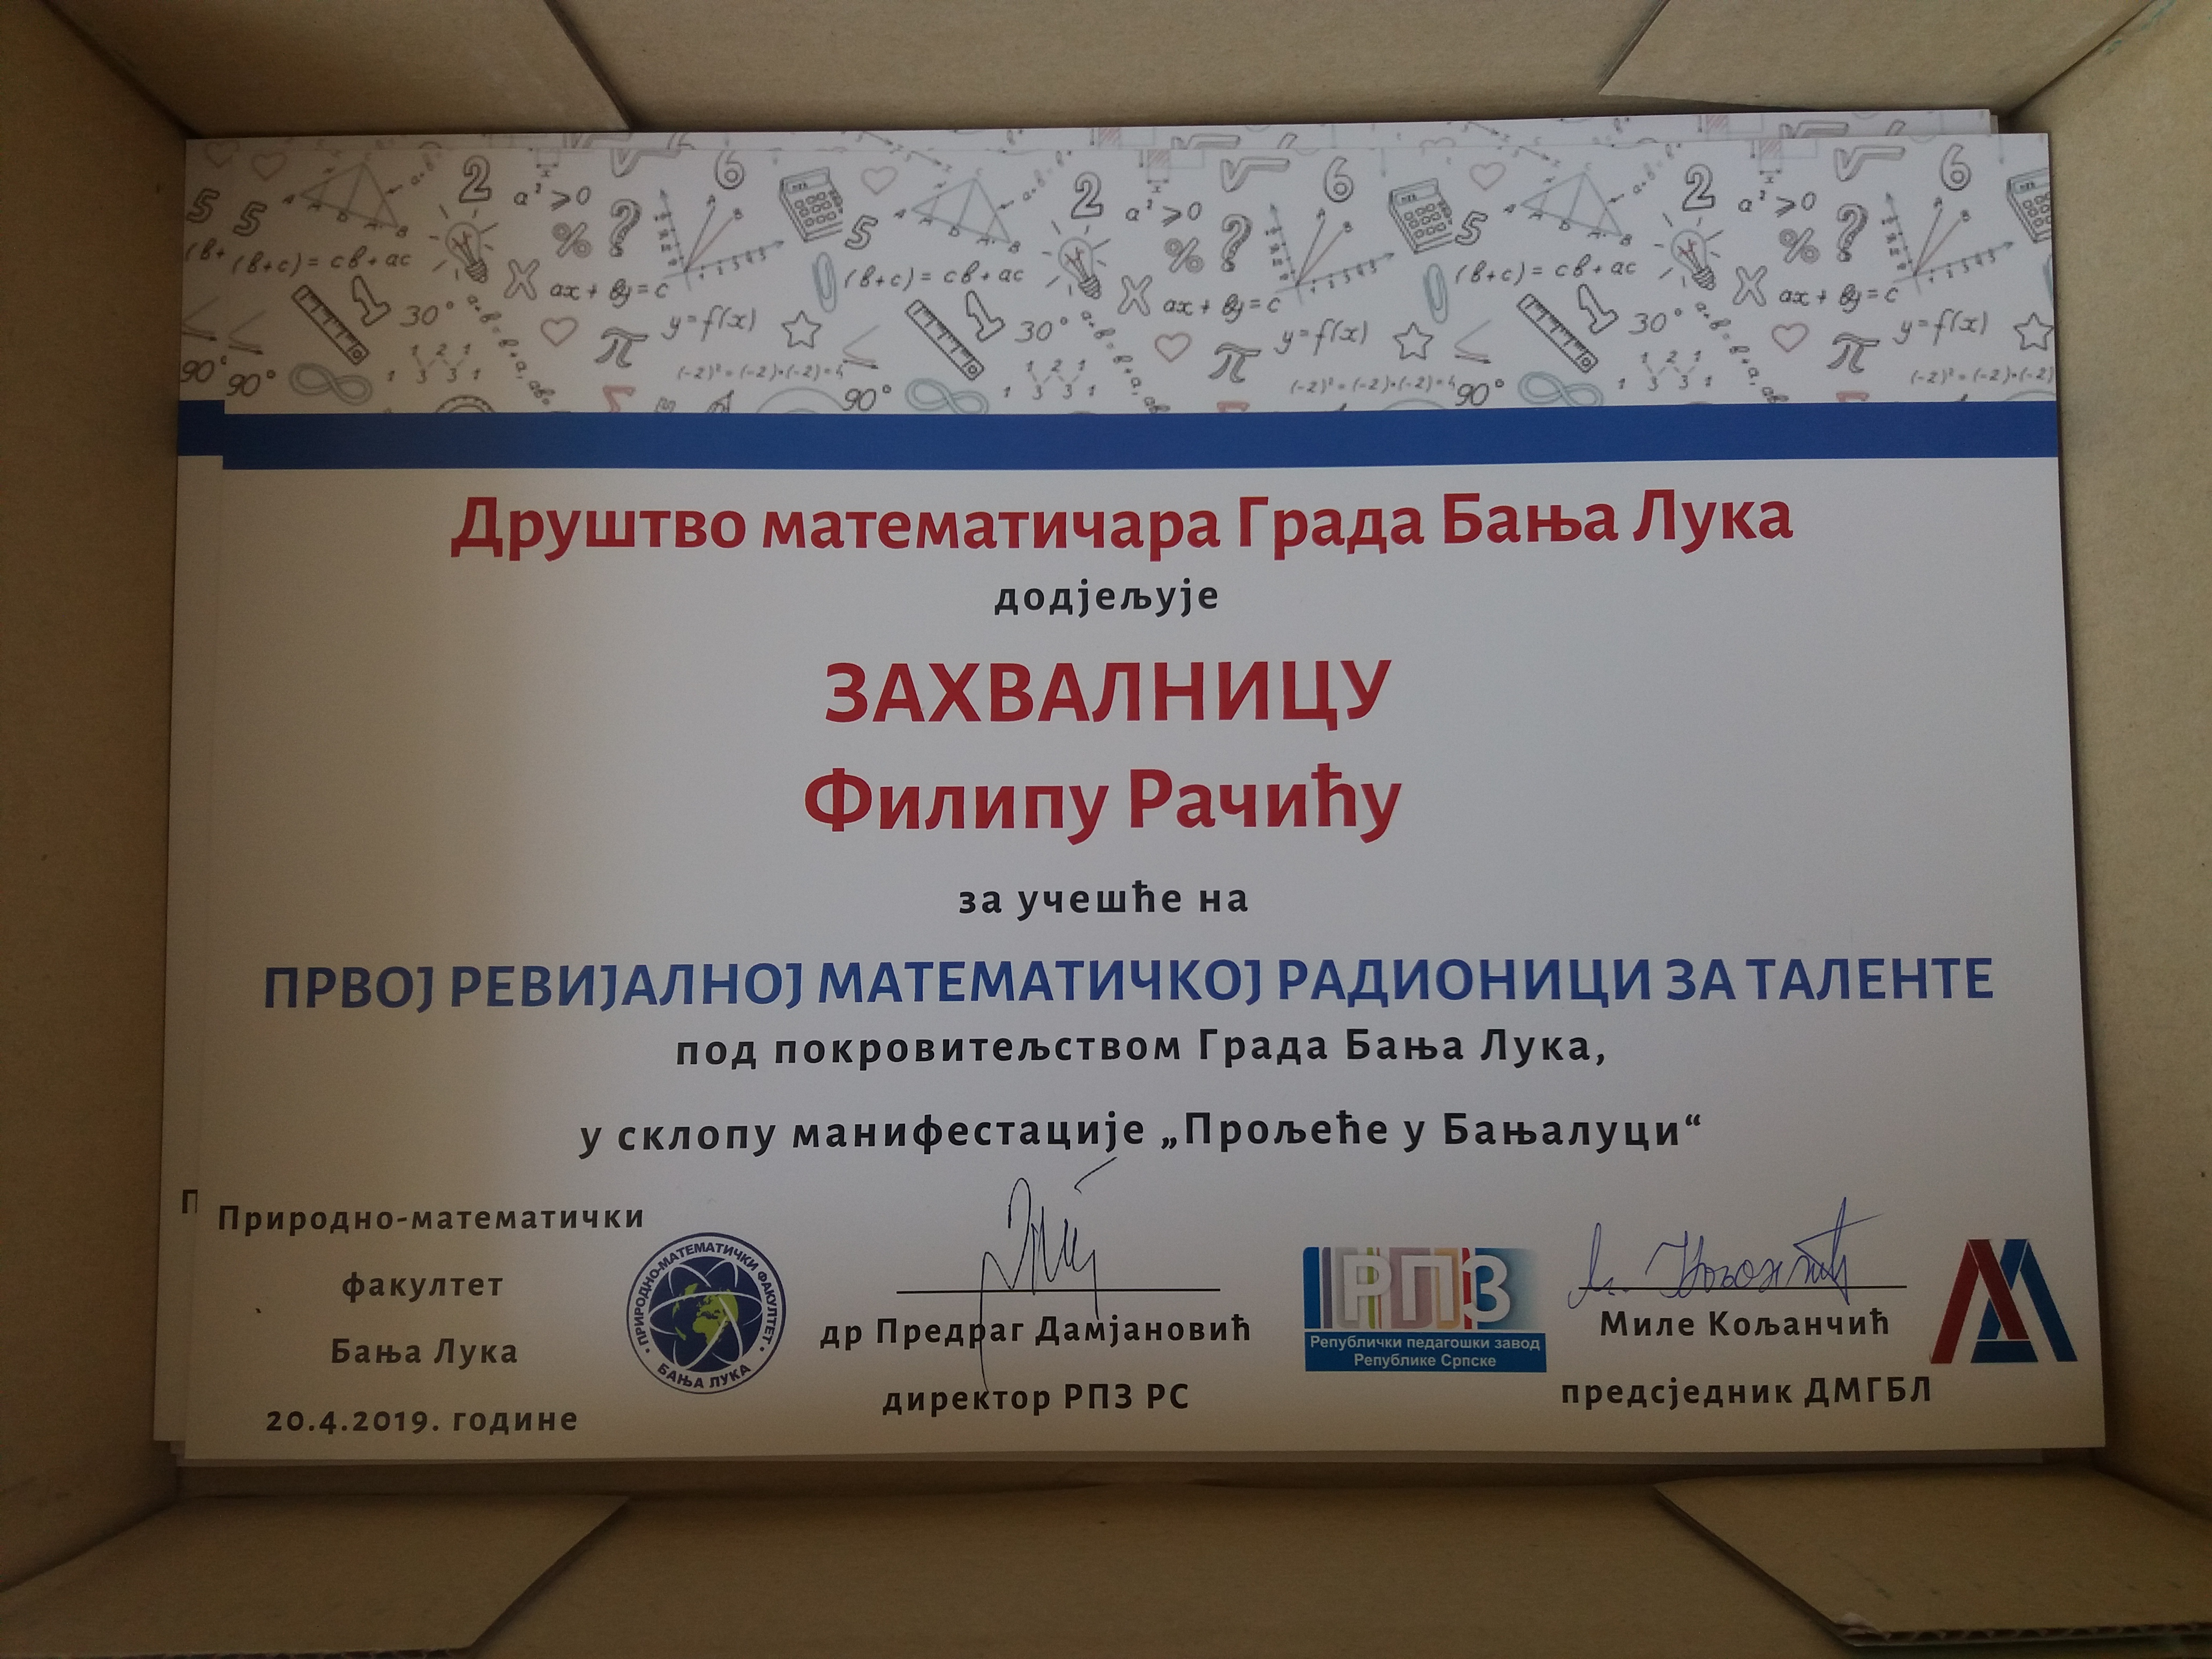 Друштво математичара Града Бања Лука
додјељује
ЗАХВАЛНИЦУ
Филипу Рачићу
за учешће на
ПРВОЈ РЕВИЈАЛНОЈ МАТЕМАТИЧКОЈ РАДИОНИЦИ ЗА ТАЛЕНТЕ
под покровитељством Града Бања Лука,
у склопу манифестације „Прољеће у Бањалуци“
Природно-математички
факултет
Бања Лука
20.4.2019. године
ПРИРОДНО-МАТЕМАТИЧКИ ФАКУЛТЕТ
БАЊА ЛУКА
др Предраг Дамјановић
директор РПЗ РС
РПЗ
Републички педагошки завод
Републике Српске
Миле Кољанчић
предсједник ДМГБЛ